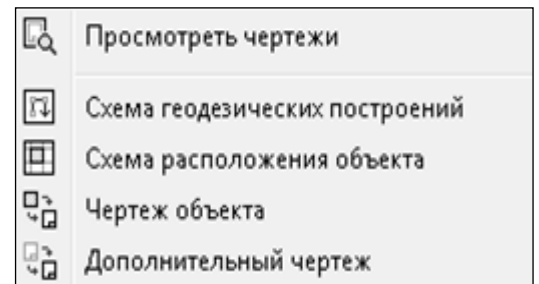 Просмотреть чертежи
Схема геодезических построений
Схема расположения объекта
Чертеж объекта
Дополнительный чертеж